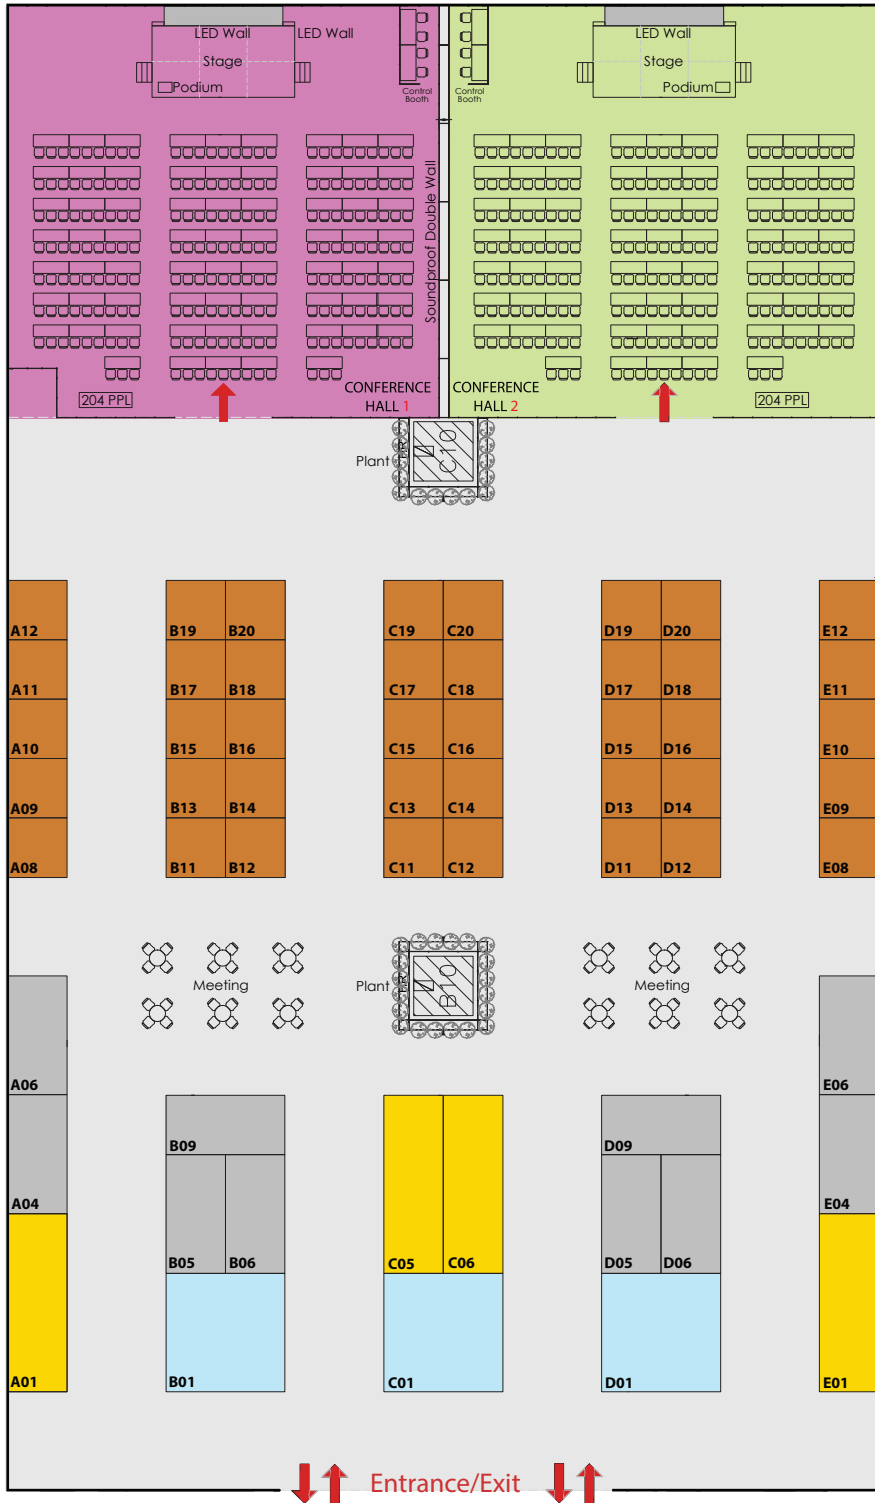 LED Wall LED Wall
LED Wall
Stage
Stage
Podium
Podium
Control
Booth
Control
Booth
Soundproof Double Wall
204 PPL
CONFERENCE
HALL 1
CONFERENCE
HALL 2
204 PPL
Plant
C10
A12 B19 B20 C19 C20 D19 D20 E12
A11 B17 B18 C17 C18 D17 D18 E11
A10 B15 B16 C15 C16 D15 D16 E10
A09 B13 B14 C13 C14 D13 D14 E09
A08 B11 B12 C11 C12 D11 D12 E08
Meeting
Plant
B10
Meeting
A06 E06
B09 D09
A04 E04
B05 B06 C05 C06 D05 D06
A01 B01 C01 D01 E01
Entrance/Exit